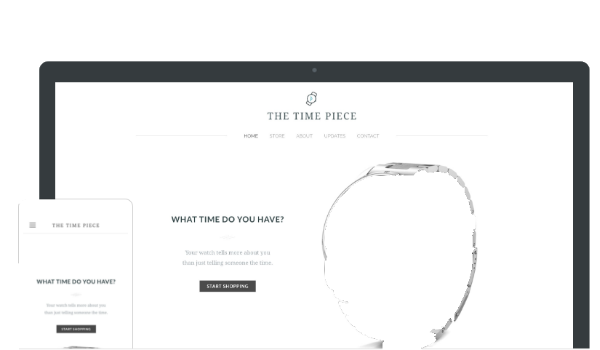 THE TIME PIECE
HOME STORE ABOUT UPDATES CONTACT
WHAT TIME DO YOU HAVE?
Your watch tells more about you
than just telling someone the time.
START SHOPPING
THE TIME PIECE
WHAT TIME DO YOU HAVE?
Your watch tells more about you
than just telling someone the time.
START SHOPPING